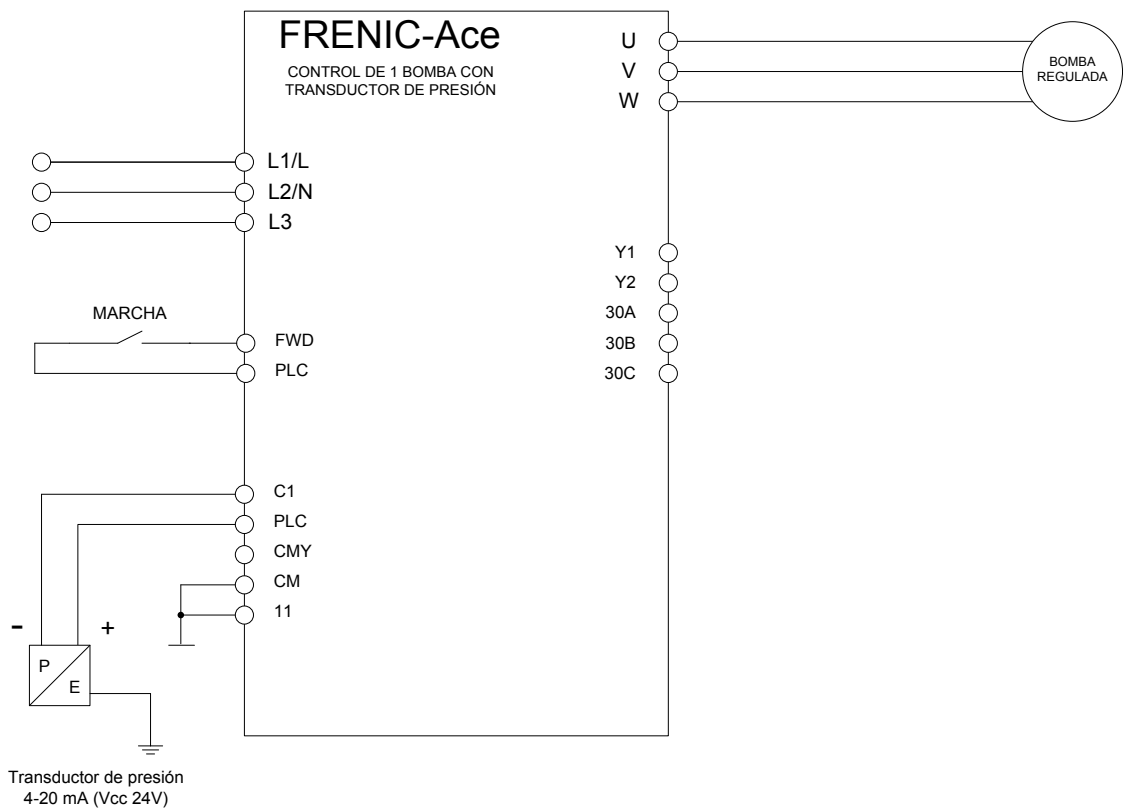 FRENIC-Ace
CONTROL DE 1 BOMBA CON
TRANSDUCTOR DE PRESIÓN
U
V
W
BOMBA
REGULADA
L1/L
L2/N
L3
Y1
Y2
30A
30B
30C
MARCHA
FWD
PLC
C1
PLC
CMY
CM
11
-
+
P
E
Transductor de presión
4-20 mA (Vcc 24V)